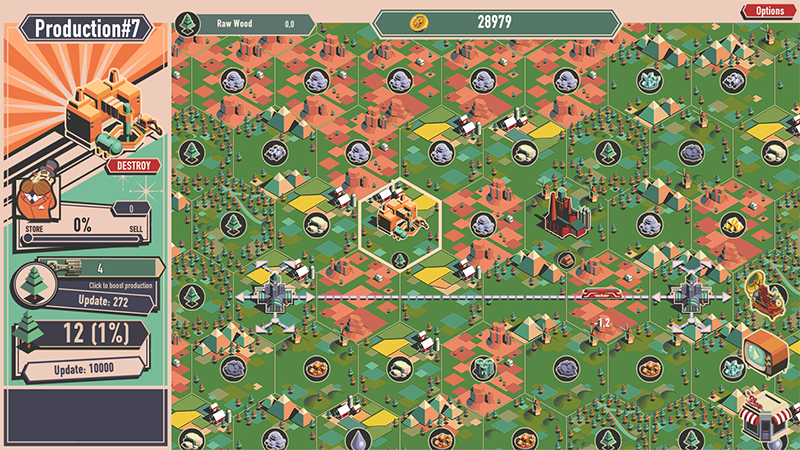 Production#7
Raw Wood 0,0
28979
Options
DESTROY
0
0%
STORE SELL
4
Click to boost production
Update: 272
12 (1%)
Update: 10000
-1,2